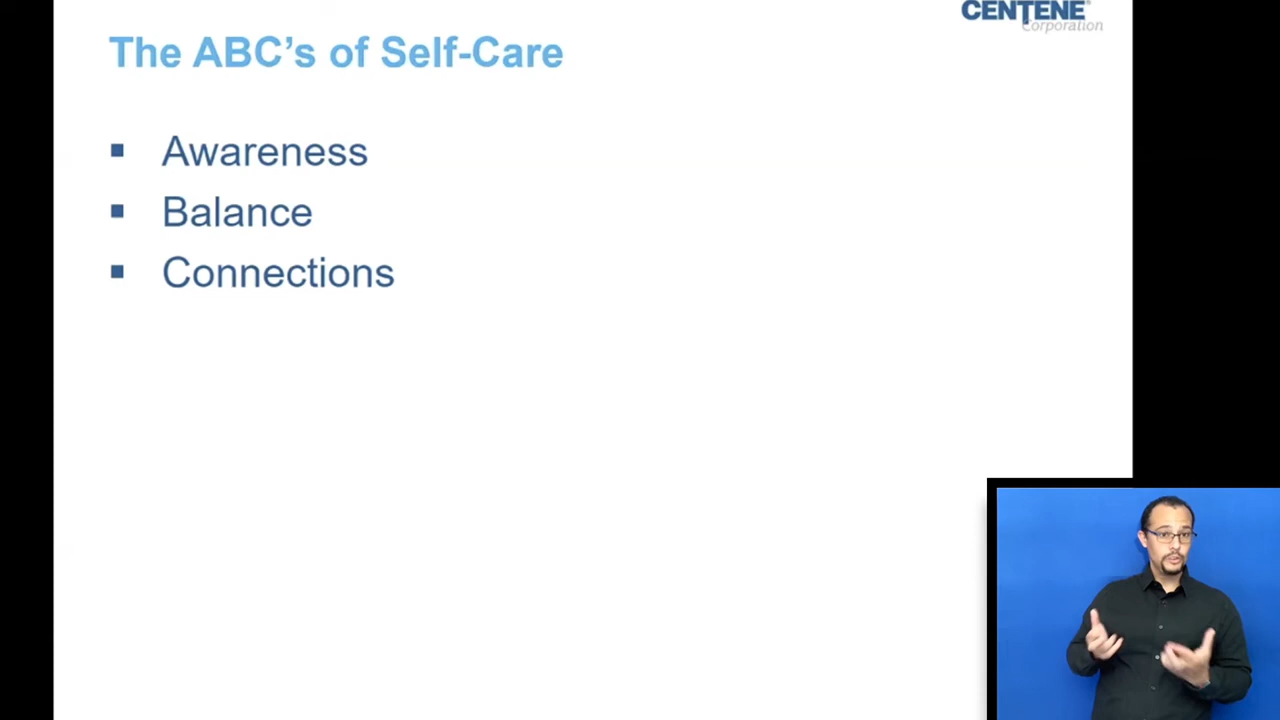 CENTENE®
Corporation
The ABC's of Self-Care
Awareness
Balance
Connections